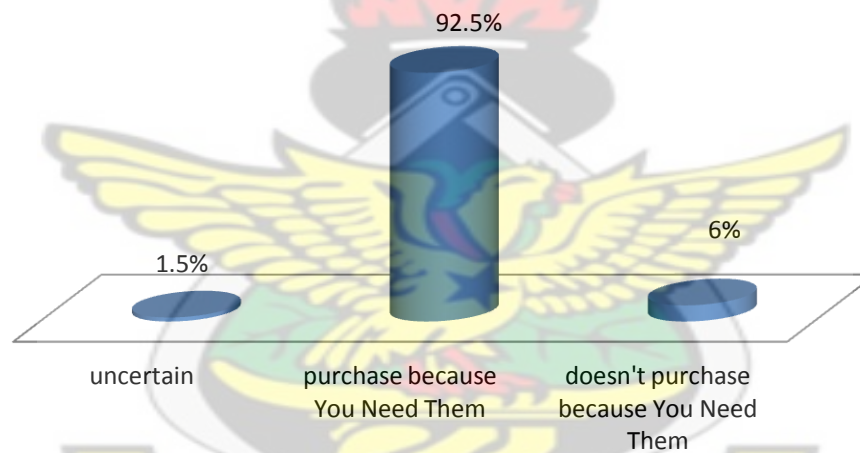 92.5%
6%
1.5%
uncertain
purchase because
You Need Them
doesn't purchase
because You Need
Them